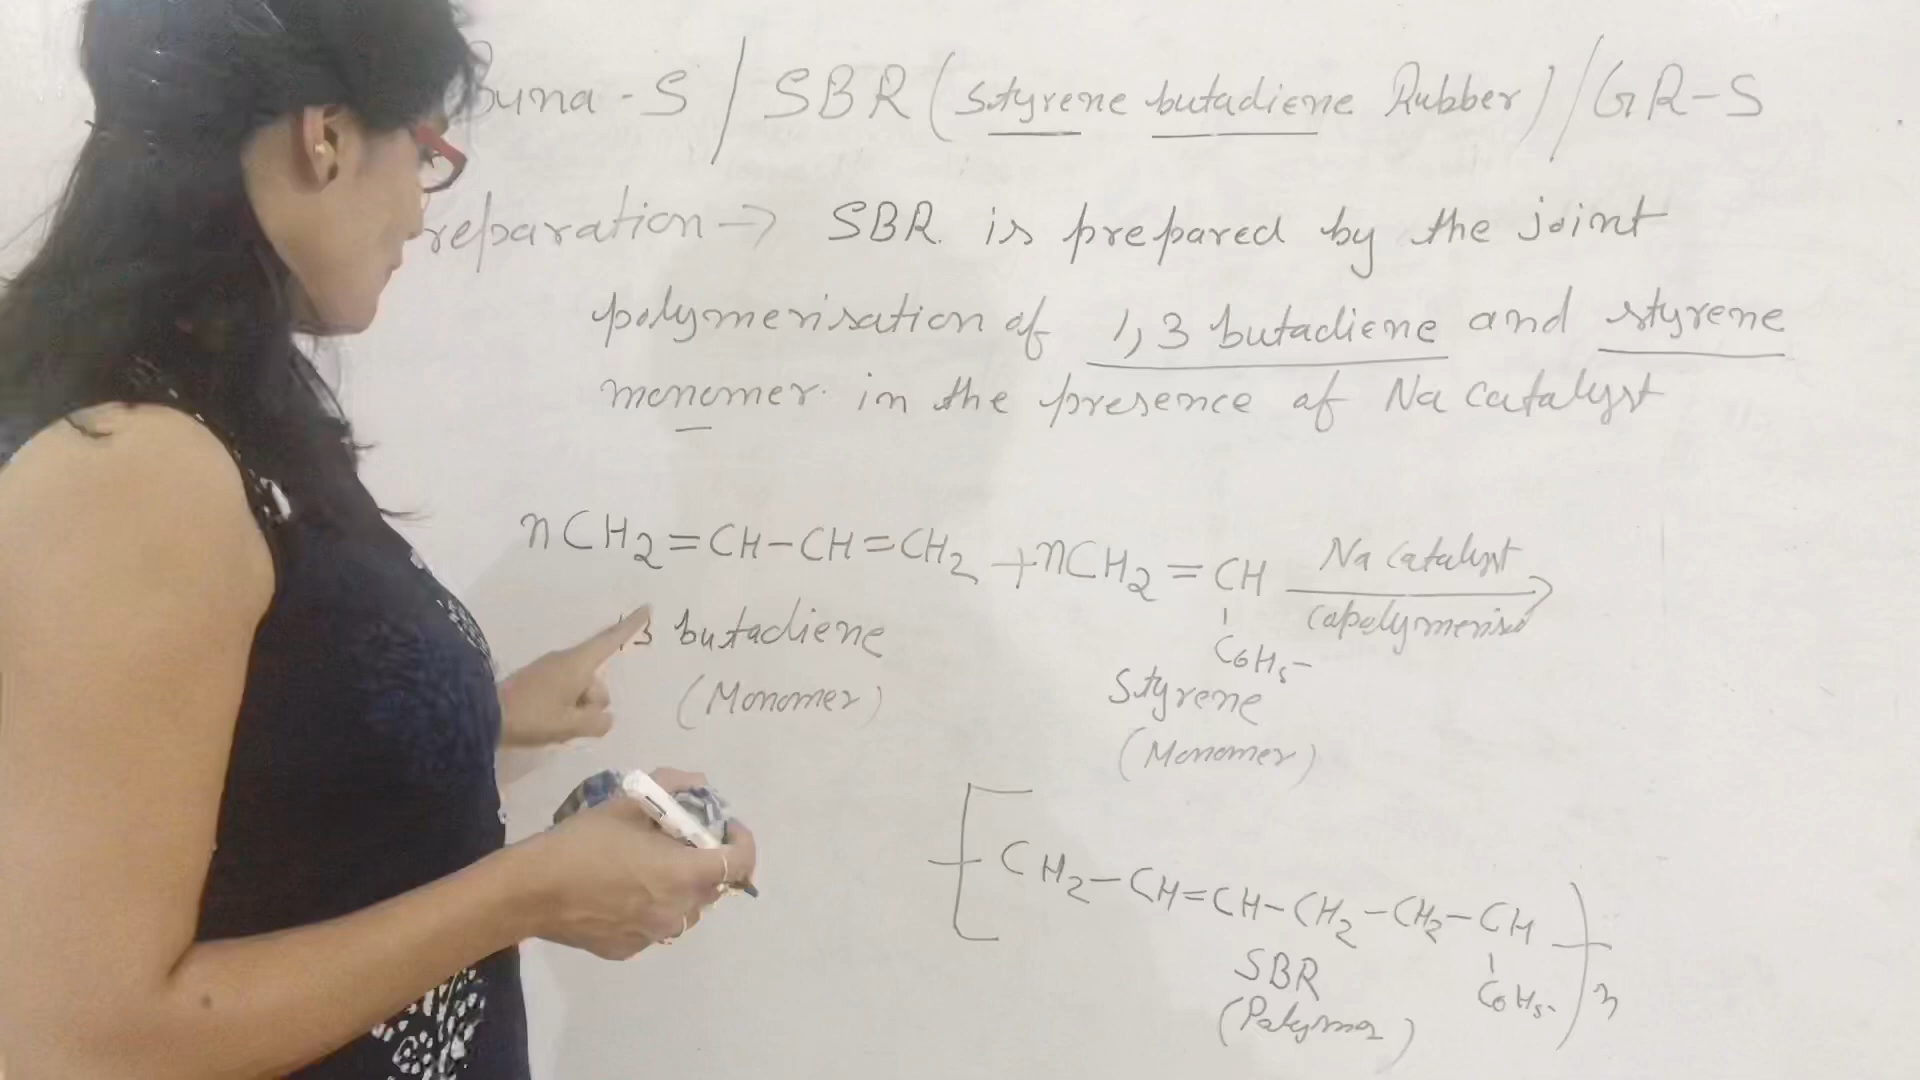 Buna-S / SBR (Styrene butadiene Rubber) / GR-S
reparation → SBR. is prepared by the joint
polymerisation of 1,3 butadiene and styrene
monomer. in the presence of Na catalyst
nCH2=CH-CH=CH2 + nCH2=CH Na Catalyst
C6H5-
13 butadiene
Styrene
(Monomer)
(Monomer)
CH2-CH=CH-CH2-CH2-CH
C6H5-
n
SBR